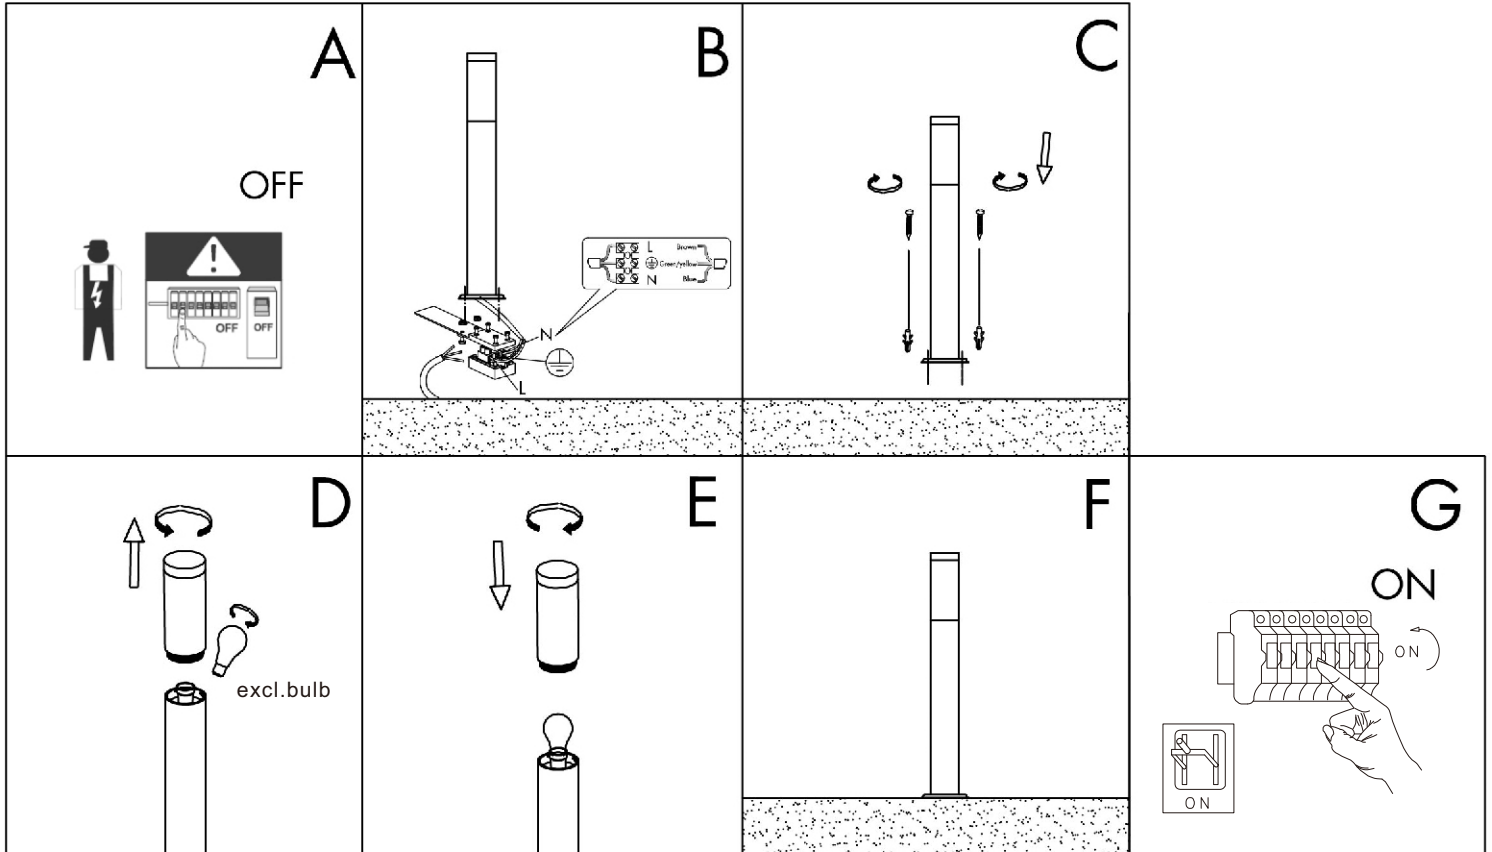 A
OFF
OFF
OFF
B
L Brown
Green/yellow
N Blue
N
L
C
D
excl.bulb
E
F
G
ON
ON
ON